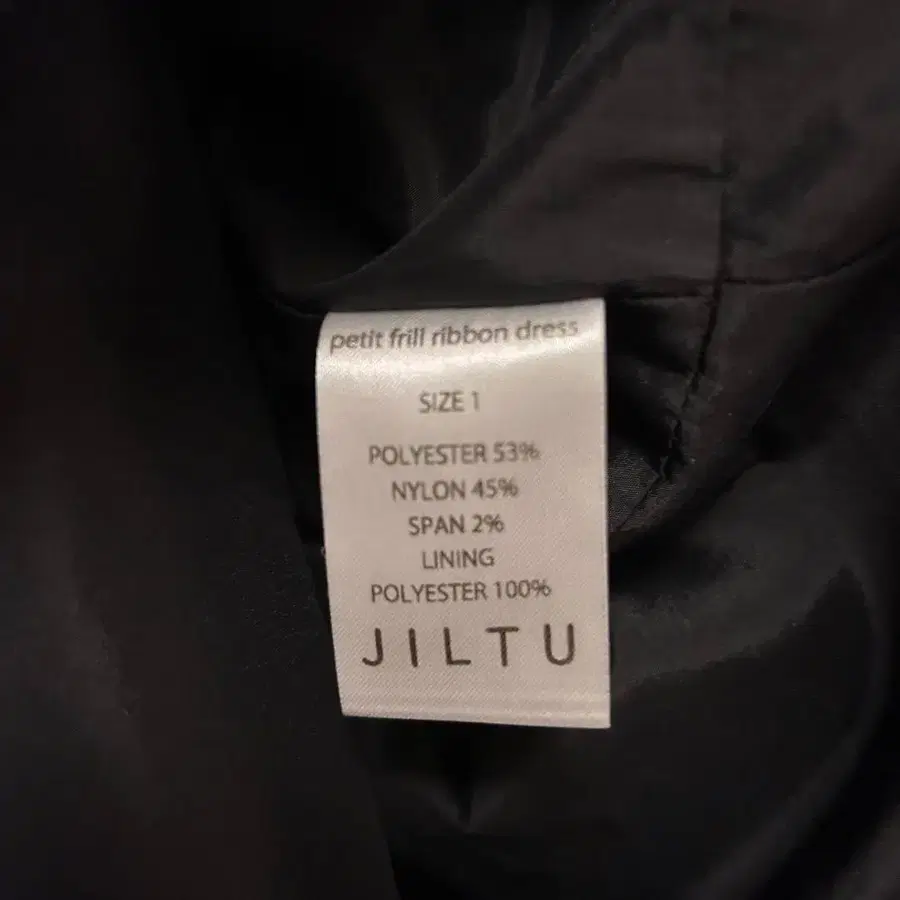 petit frill ribbon dress
SIZE 1
POLYESTER 53%
NYLON 45%
SPAN 2%
LINING
POLYESTER 100%
JILTU